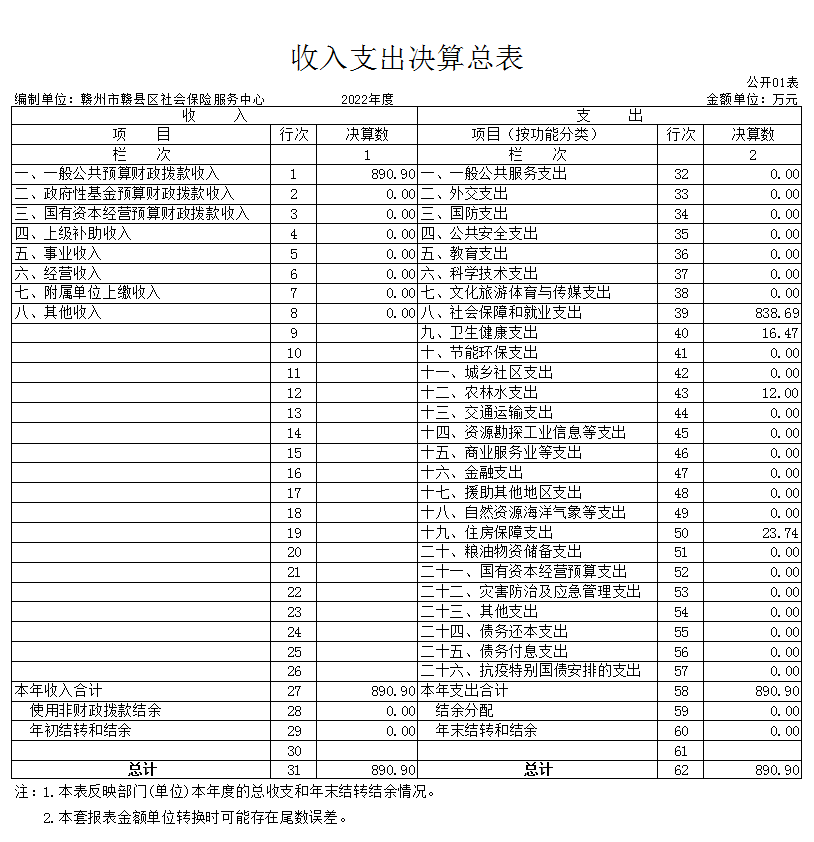 收入支出决算总表
公开01表
编制单位：赣州市赣县区社会保险服务中心 2022年度 金额单位：万元
收 入 支 出
项 目 行次 决算数 项目（按功能分类） 行次 决算数
栏 次 1 栏 次 2
一、一般公共预算财政拨款收入 1 890.90 一、一般公共服务支出 32 0.00
二、政府性基金预算财政拨款收入 2 0.00 二、外交支出 33 0.00
三、国有资本经营预算财政拨款收入 3 0.00 三、国防支出 34 0.00
四、上级补助收入 4 0.00 四、公共安全支出 35 0.00
五、事业收入 5 0.00 五、教育支出 36 0.00
六、经营收入 6 0.00 六、科学技术支出 37 0.00
七、附属单位上缴收入 7 0.00 七、文化旅游体育与传媒支出 38 0.00
八、其他收入 8 0.00 八、社会保障和就业支出 39 838.69
9 九、卫生健康支出 40 16.47
10 十、节能环保支出 41 0.00
11 十一、城乡社区支出 42 0.00
12 十二、农林水支出 43 12.00
13 十三、交通运输支出 44 0.00
14 十四、资源勘探工业信息等支出 45 0.00
15 十五、商业服务业等支出 46 0.00
16 十六、金融支出 47 0.00
17 十七、援助其他地区支出 48 0.00
18 十八、自然资源海洋气象等支出 49 0.00
19 十九、住房保障支出 50 23.74
20 二十、粮油物资储备支出 51 0.00
21 二十一、国有资本经营预算支出 52 0.00
22 二十二、灾害防治及应急管理支出 53 0.00
23 二十三、其他支出 54 0.00
24 二十四、债务还本支出 55 0.00
25 二十五、债务付息支出 56 0.00
26 二十六、抗疫特别国债安排的支出 57 0.00
本年收入合计 27 890.90 本年支出合计 58 890.90
使用非财政拨款结余 28 0.00 结余分配 59 0.00
年初结转和结余 29 0.00 年末结转和结余 60 0.00
30 61
总计 31 890.90 总计 62 890.90
注：1.本表反映部门(单位)本年度的总收支和年末结转结余情况。
2.本套报表金额单位转换时可能存在尾数误差。